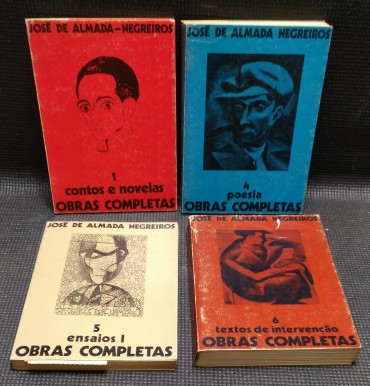 JOSÉ DE ALMADA-NEGREIROS
1
contos e novelas
OBRAS COMPLETAS
JOSÉ DE ALMADA NEGREIROS
4
poesia
OBRAS COMPLETAS
JOSÉ DE ALMADA NEGREIROS
5
ensaios I
OBRAS COMPLETAS
JOSÉ DE ALMADA NEGREIROS
6
textos de intervenção
OBRAS COMPLETAS